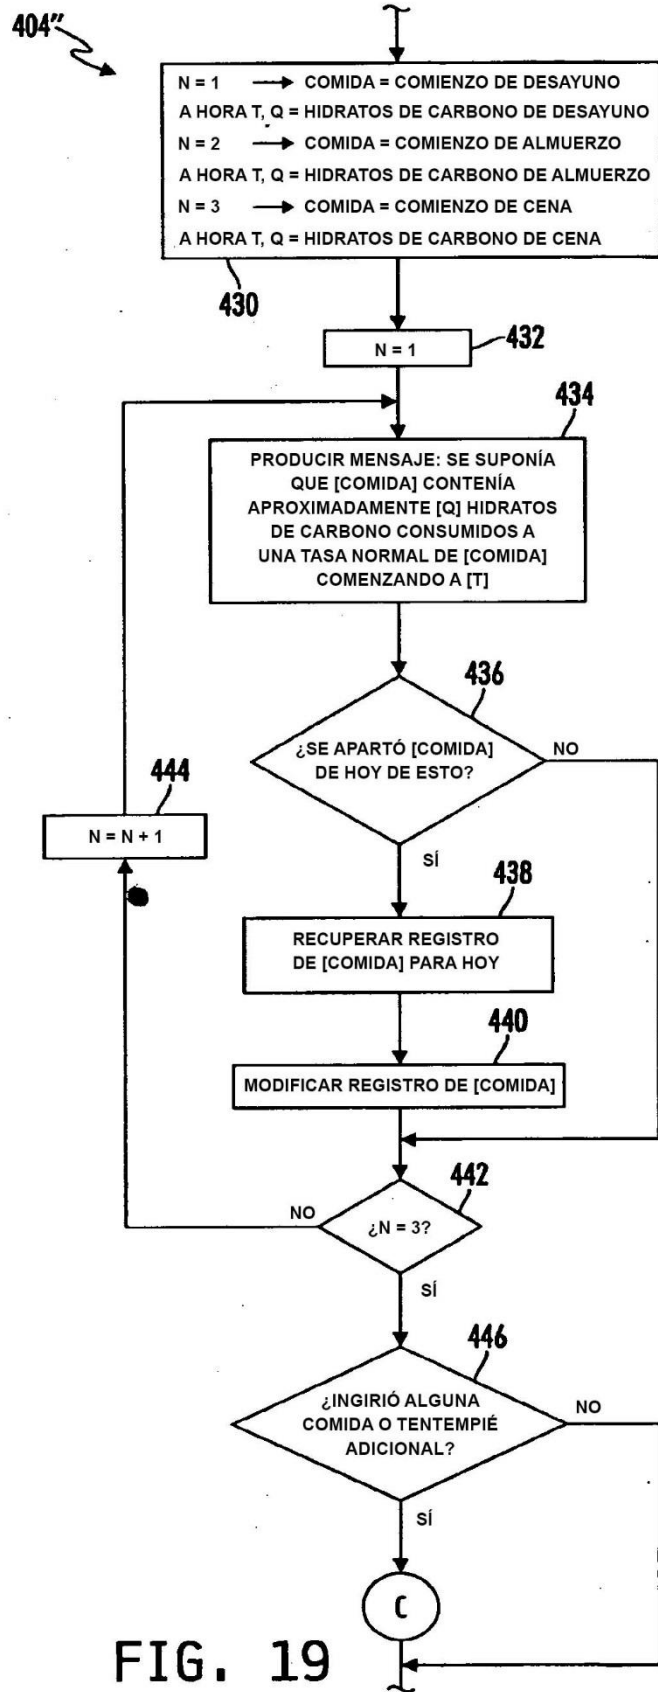 404"
N = 1 → COMIDA = COMIENZO DE DESAYUNO
A HORA T, Q = HIDRATOS DE CARBONO DE DESAYUNO
N = 2 → COMIDA = COMIENZO DE ALMUERZO
A HORA T, Q = HIDRATOS DE CARBONO DE ALMUERZO
N = 3 → COMIDA = COMIENZO DE CENA
A HORA T, Q = HIDRATOS DE CARBONO DE CENA
430
432
N = 1
434
PRODUCIR MENSAJE: SE SUPONÍA
QUE [COMIDA] CONTENÍA
APROXIMADAMENTE [Q] HIDRATOS
DE CARBONO CONSUMIDOS A
UNA TASA NORMAL DE [COMIDA]
COMENZANDO A [T]
436
¿SE APARTÓ [COMIDA]
DE HOY DE ESTO?
NO
444
N = N + 1
SÍ
438
RECUPERAR REGISTRO
DE [COMIDA] PARA HOY
440
MODIFICAR REGISTRO DE [COMIDA]
442
NO
¿N = 3?
SÍ
446
¿INGIRIÓ ALGUNA
COMIDA O TENTEMPIÉ
ADICIONAL?
NO
SÍ
C
FIG. 19